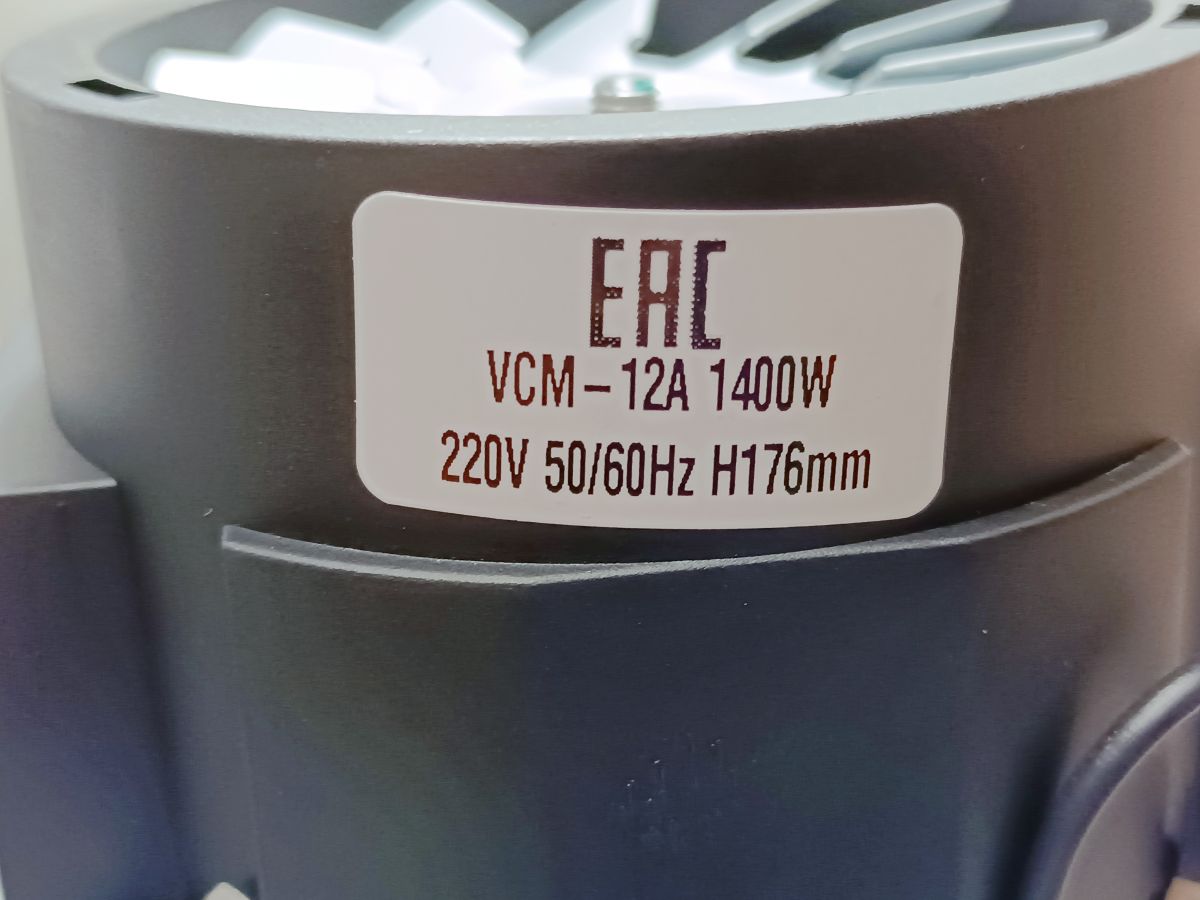 EAC
VCM-12A 1400W
220V 50/60Hz H176mm